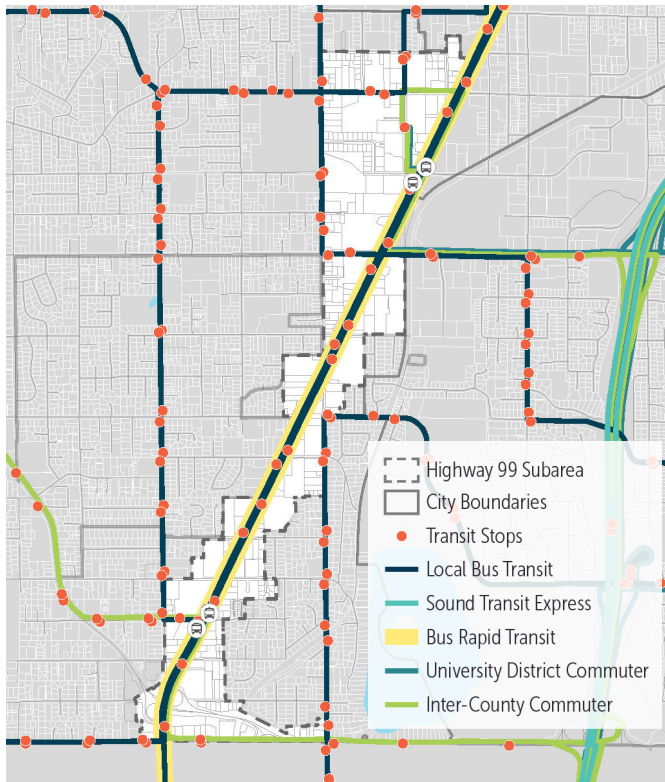 Highway 99 Subarea
City Boundaries
Transit Stops
Local Bus Transit
Sound Transit Express
Bus Rapid Transit
University District Commuter
Inter-County Commuter